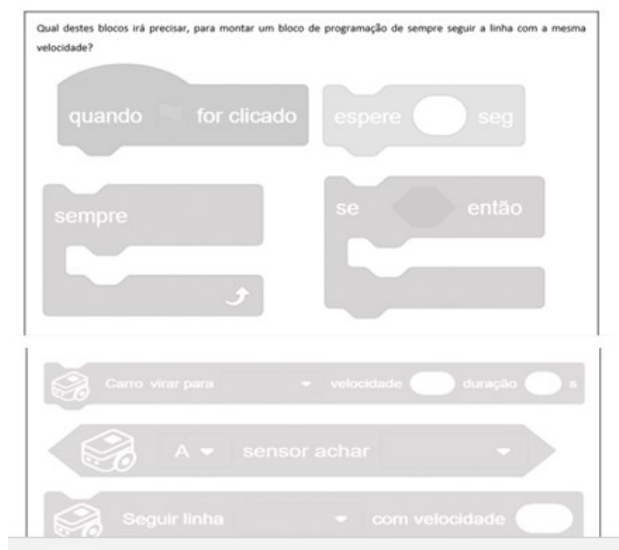 Qual destes blocos irá precisar, para montar um bloco de programação de sempre seguir a linha com a mesma
velocidade?
quando for clicado
espere seg
sempre
se então
Carro virar para velocidade duração s
A sensor achar
Seguir linha com velocidade